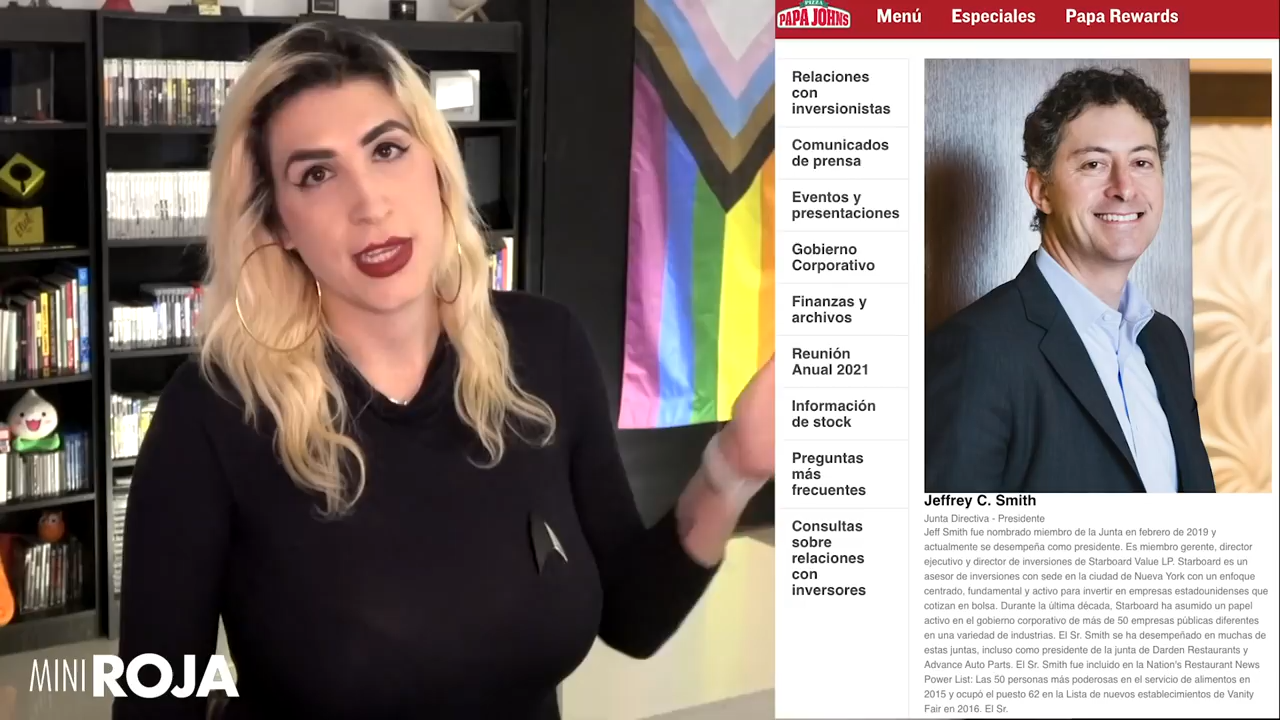 PIZZA
PAPA JOHNS
Menú
Especiales
Papa Rewards
Relaciones
con
inversionistas
Comunicados
de prensa
Eventos y
presentaciones
Gobierno
Corporativo
Finanzas y
archivos
Reunión
Anual 2021
Información
de stock
Preguntas
más
frecuentes
Consultas
sobre
relaciones
con
inversores
Jeffrey C. Smith
Junta Directiva - Presidente
Jeff Smith fue nombrado miembro de la Junta en febrero de 2019 y
actualmente se desempeña como presidente. Es miembro gerente, director
ejecutivo y director de inversiones de Starboard Value LP. Starboard es un
asesor de inversiones con sede en la ciudad de Nueva York con un enfoque
centrado, fundamental y activo para invertir en empresas estadounidenses que
cotizan en bolsa. Durante la última década, Starboard ha asumido un papel
activo en el gobierno corporativo de más de 50 empresas públicas diferentes
en una variedad de industrias. El Sr. Smith se ha desempeñado en muchas de
estas juntas, incluso como presidente de la junta de Darden Restaurants y
Advance Auto Parts. El Sr. Smith fue incluido en la Nation's Restaurant News
Power List: Las 50 personas más poderosas en el servicio de alimentos en
2015 y ocupó el puesto 62 en la Lista de nuevos establecimientos de Vanity
Fair en 2016. El Sr.
MINI ROJA